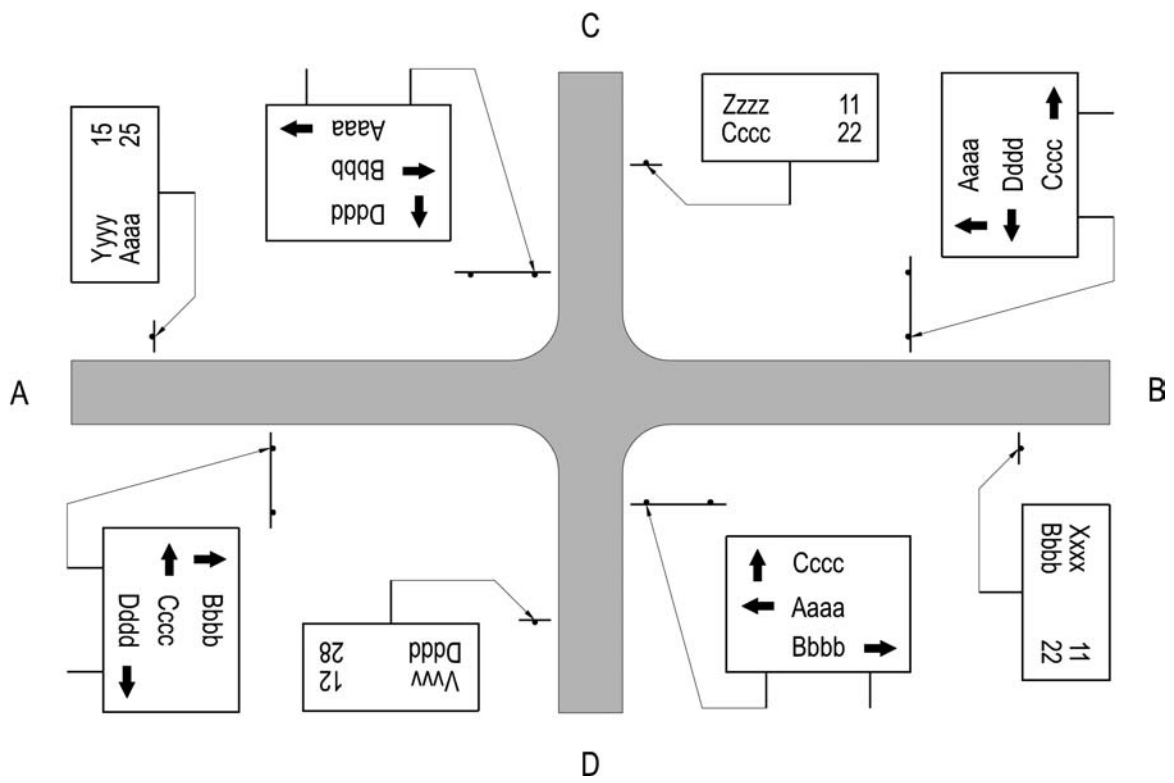 C
15
25
Yyyy
Aaaa
Aaaa
Bbbb
Dddd
Zzzz 11
Cccc 22
Aaaa
Dddd
Cccc
A
B
Bbbb
Cccc
Dddd
Vvvv 12
Dddd 28
Cccc
Aaaa
Bbbb
Xxxx 11
Bbbb 22
D